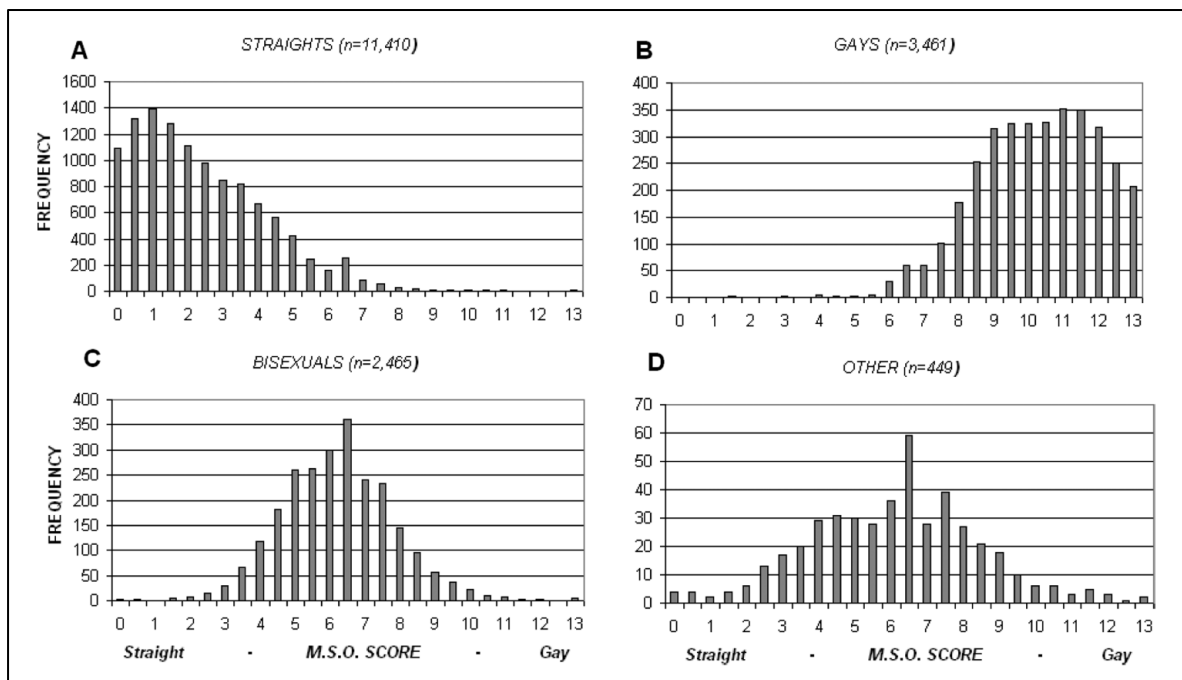 A
STRAIGHTS (n=11,410)
FREQUENCY
1600
1400
1200
1000
800
600
400
200
0
0 1 2 3 4 5 6 7 8 9 10 11 12 13
B
GAYS (n=3,461)
400
350
300
250
200
150
100
50
0
0 1 2 3 4 5 6 7 8 9 10 11 12 13
C
BISEXUALS (n=2,465)
FREQUENCY
400
350
300
250
200
150
100
50
0
0 1 2 3 4 5 6 7 8 9 10 11 12 13
Straight - M.S.O. SCORE - Gay
D
OTHER (n=449)
70
60
50
40
30
20
10
0
0 1 2 3 4 5 6 7 8 9 10 11 12 13
Straight - M.S.O. SCORE - Gay